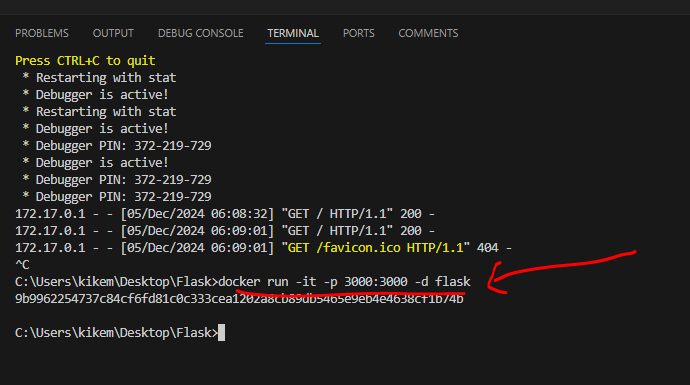 PROBLEMS OUTPUT DEBUG CONSOLE TERMINAL PORTS COMMENTS
Press CTRL+C to quit
* Restarting with stat
* Debugger is active!
* Restarting with stat
* Debugger is active!
* Debugger PIN: 372-219-729
* Debugger is active!
* Debugger PIN: 372-219-729
* Debugger PIN: 372-219-729
172.17.0.1 - - [05/Dec/2024 06:08:32] "GET / HTTP/1.1" 200 -
172.17.0.1 - - [05/Dec/2024 06:09:01] "GET / HTTP/1.1" 200 -
172.17.0.1 - - [05/Dec/2024 06:09:01] "GET /favicon.ico HTTP/1.1" 404 -
^C
C:\Users\kikem\Desktop\Flask>docker run -it -p 3000:3000 -d flask
C:\Users\kikem\Desktop\Flask>